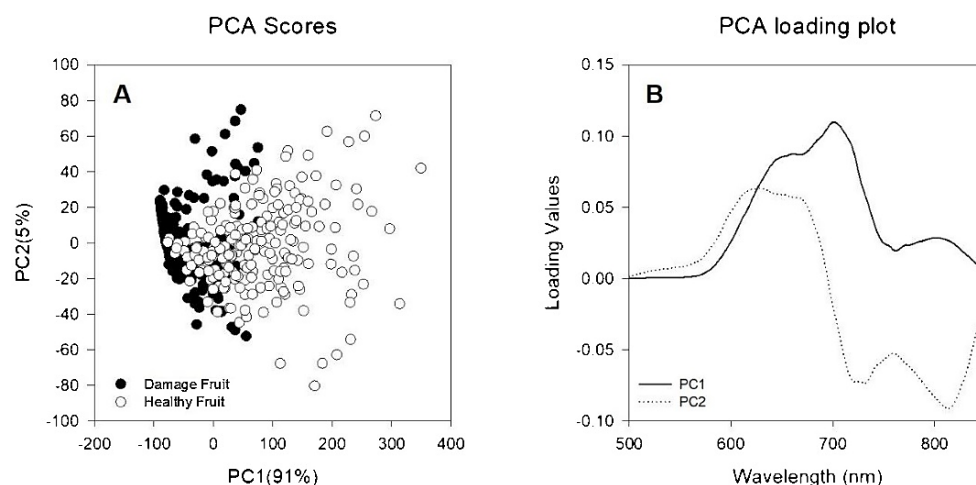 PCA Scores
A
100
80
60
40
20
0
-20
-40
-60
-80
-100
PC2(5%)
Damage Fruit
Healthy Fruit
-200 -100 0 100 200 300 400
PC1(91%)
PCA loading plot
B
0.15
0.10
0.05
0.00
-0.05
-0.10
Loading Values
PC1
PC2
500 600 700 800
Wavelength (nm)